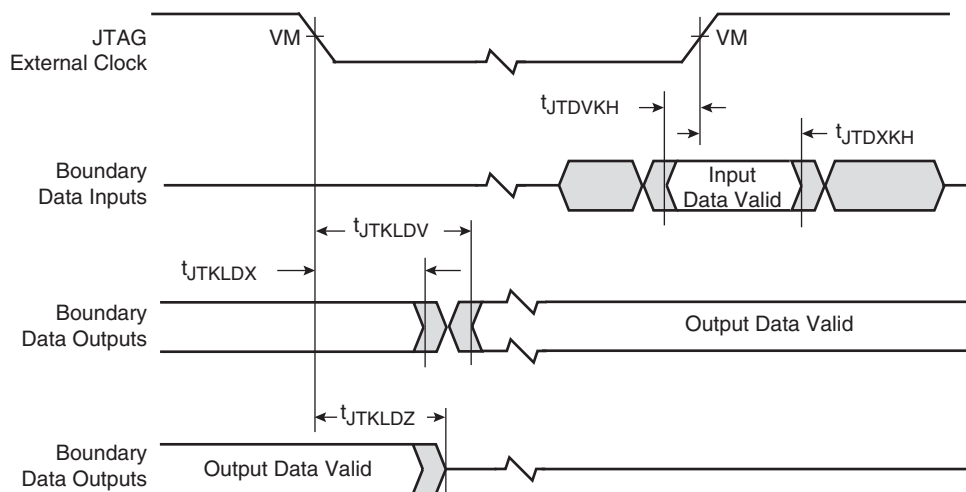 JTAG
External Clock
VM
VM
tJTDVKH
tJTDXKH
Boundary
Data Inputs
Input
Data Valid
tJTKLDV
tJTKLDX
Boundary
Data Outputs
Output Data Valid
tJTKLDZ
Boundary
Data Outputs
Output Data Valid